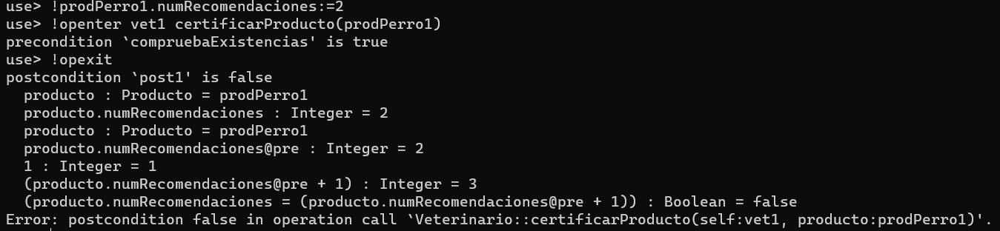 use> !prodPerro1.numRecomendaciones:=2
use> !openter vet1 certificarProducto(prodPerro1)
precondition `compruebaExistencias' is true
use> !opexit
postcondition `post1' is false
  producto : Producto = prodPerro1
  producto.numRecomendaciones : Integer = 2
  producto : Producto = prodPerro1
  producto.numRecomendaciones@pre : Integer = 2
  1 : Integer = 1
  (producto.numRecomendaciones@pre + 1) : Integer = 3
  (producto.numRecomendaciones = (producto.numRecomendaciones@pre + 1)) : Boolean = false
Error: postcondition false in operation call `Veterinario::certificarProducto(self:vet1, producto:prodPerro1)'.